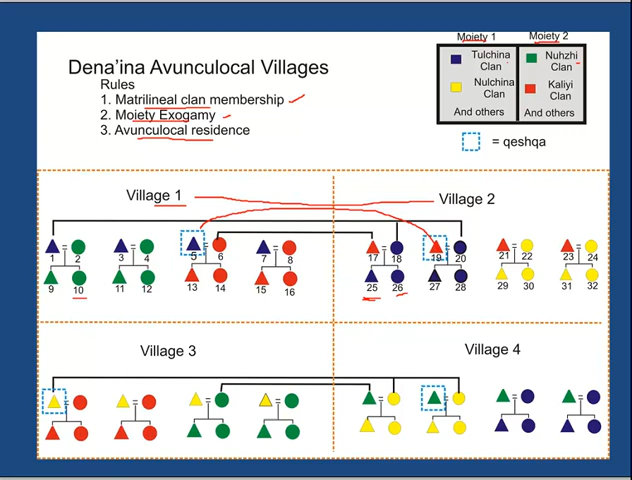 Moiety 1 Moiety 2
Dena'ina Avunculocal Villages
Rules
1. Matrilineal clan membership
2. Moiety Exogamy
3. Avunculocal residence
Tulchina
Clan
Nulchina
Clan
And others
Nuhzhi
Clan
Kaliyi
Clan
And others
= qeshqa
Village 1
Village 2
= = = = = = = =
1 2 3 4 5 6 7 8 17 18 19 20 21 22 23 24
9 10 11 12 13 14 15 16 25 26 27 28 29 30 31 32
Village 3
Village 4
= = = = = = = =